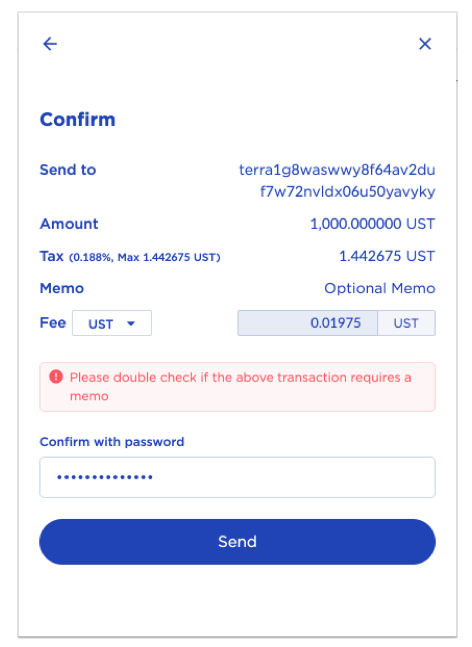 Confirm
Send to terra1g8waswwy8f64av2du
f7w72nvldx06u50yavyky
Amount 1,000.000000 UST
Tax (0.188%, Max 1.442675 UST) 1.442675 UST
Memo Optional Memo
Fee UST 0.01975 UST
Please double check if the above transaction requires a
memo
Confirm with password
Send